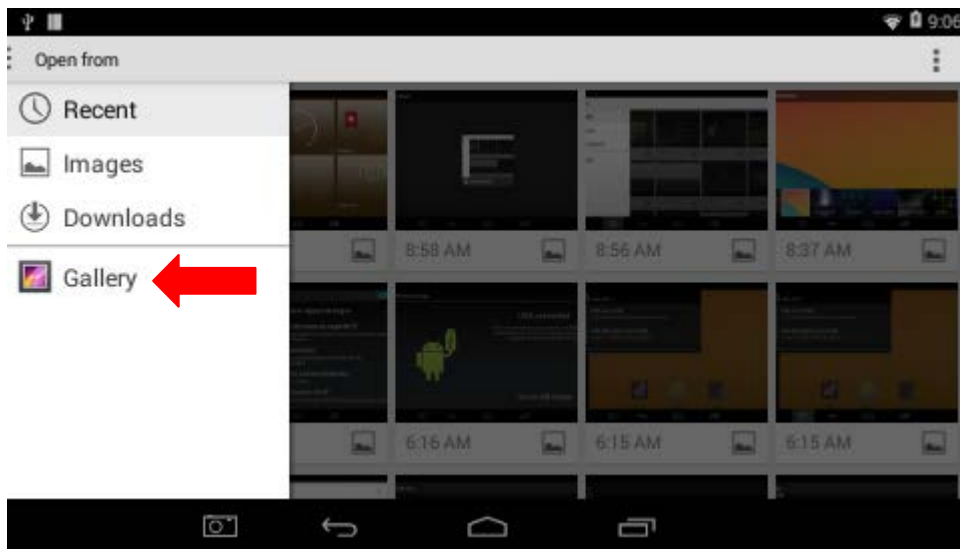 9:06
Open from
Recent
Images
Downloads
Gallery
8:58 AM
8:56 AM
8:37 AM
6:16 AM
6:15 AM
6:15 AM